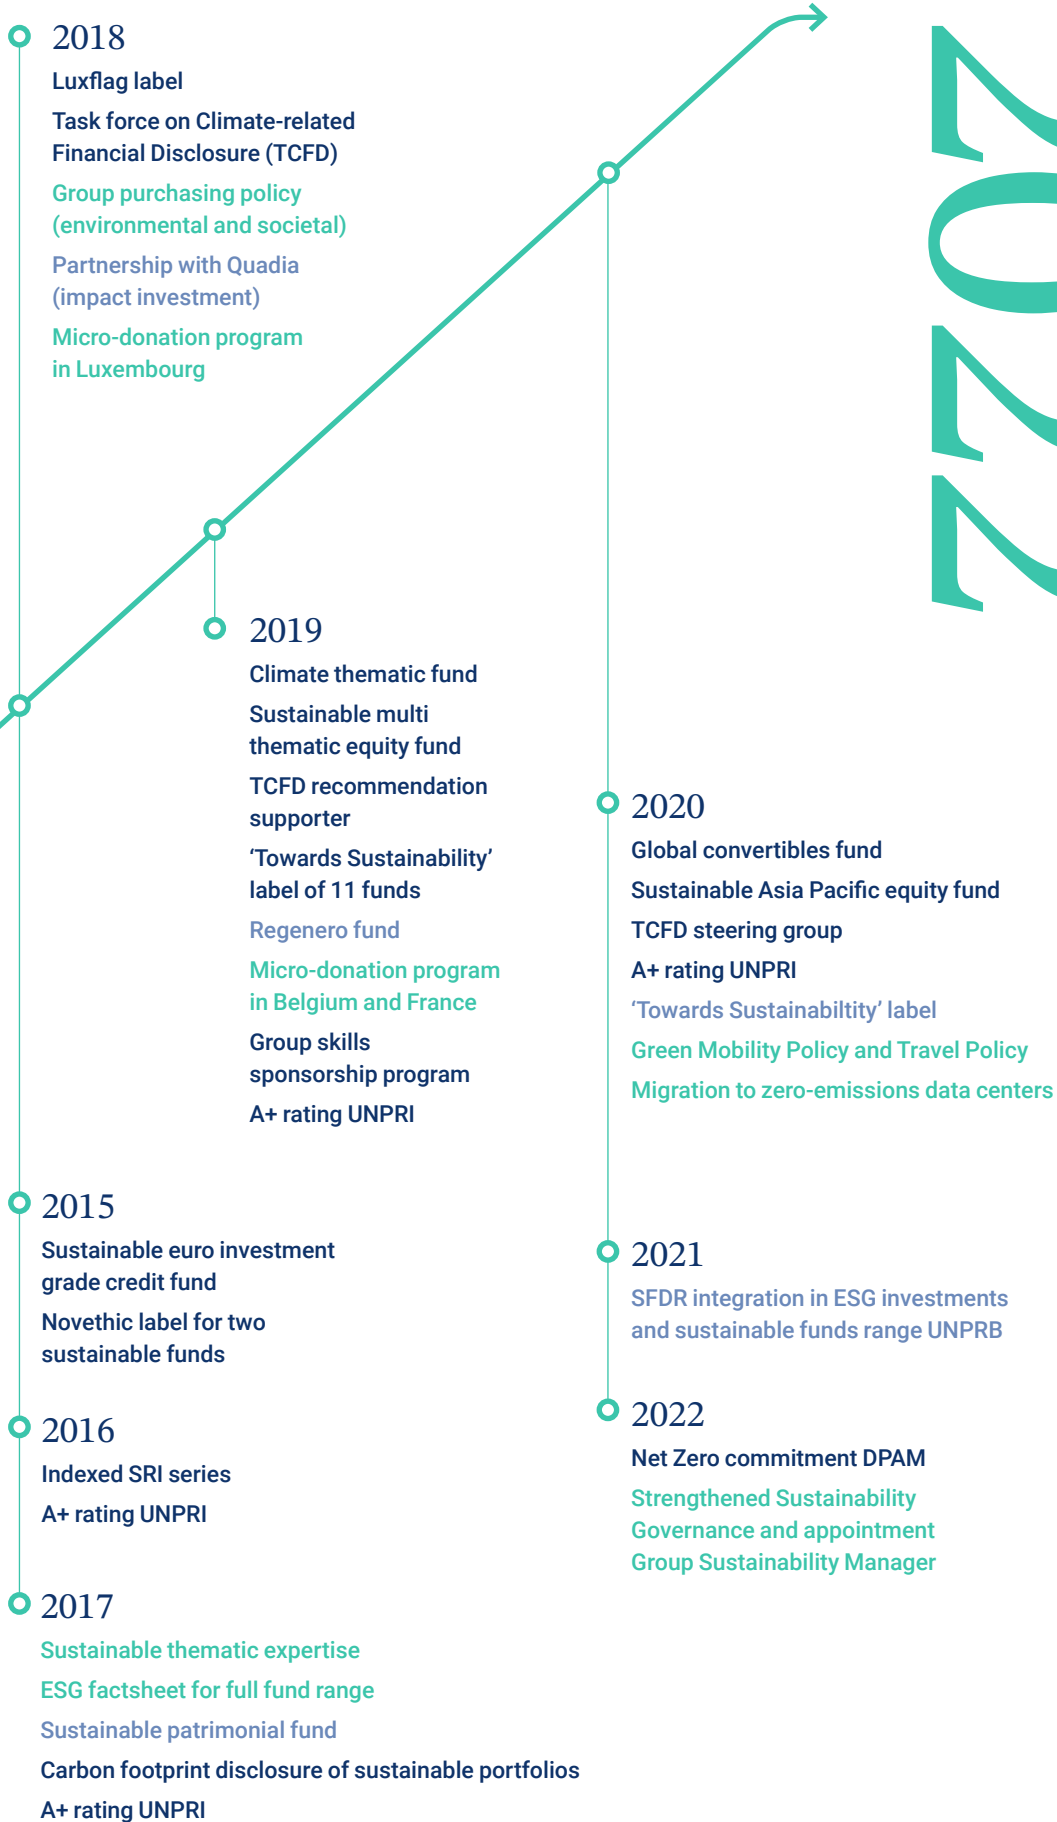 2018
Luxflag label
Task force on Climate-related
Financial Disclosure (TCFD)
Group purchasing policy
(environmental and societal)
Partnership with Quadia
(impact investment)
Micro-donation program
in Luxembourg
2022
2019
Climate thematic fund
Sustainable multi
thematic equity fund
TCFD recommendation
supporter
‘Towards Sustainability’
label of 11 funds
Regenero fund
Micro-donation program
in Belgium and France
Group skills
sponsorship program
A+ rating UNPRI
2020
Global convertibles fund
Sustainable Asia Pacific equity fund
TCFD steering group
A+ rating UNPRI
‘Towards Sustainabiltity’ label
Green Mobility Policy and Travel Policy
Migration to zero-emissions data centers
2015
Sustainable euro investment
grade credit fund
Novethic label for two
sustainable funds
2016
Indexed SRI series
A+ rating UNPRI
2017
Sustainable thematic expertise
ESG factsheet for full fund range
Sustainable patrimonial fund
Carbon footprint disclosure of sustainable portfolios
A+ rating UNPRI
2021
SFDR integration in ESG investments
and sustainable funds range UNPRB
2022
Net Zero commitment DPAM
Strengthened Sustainability
Governance and appointment
Group Sustainability Manager